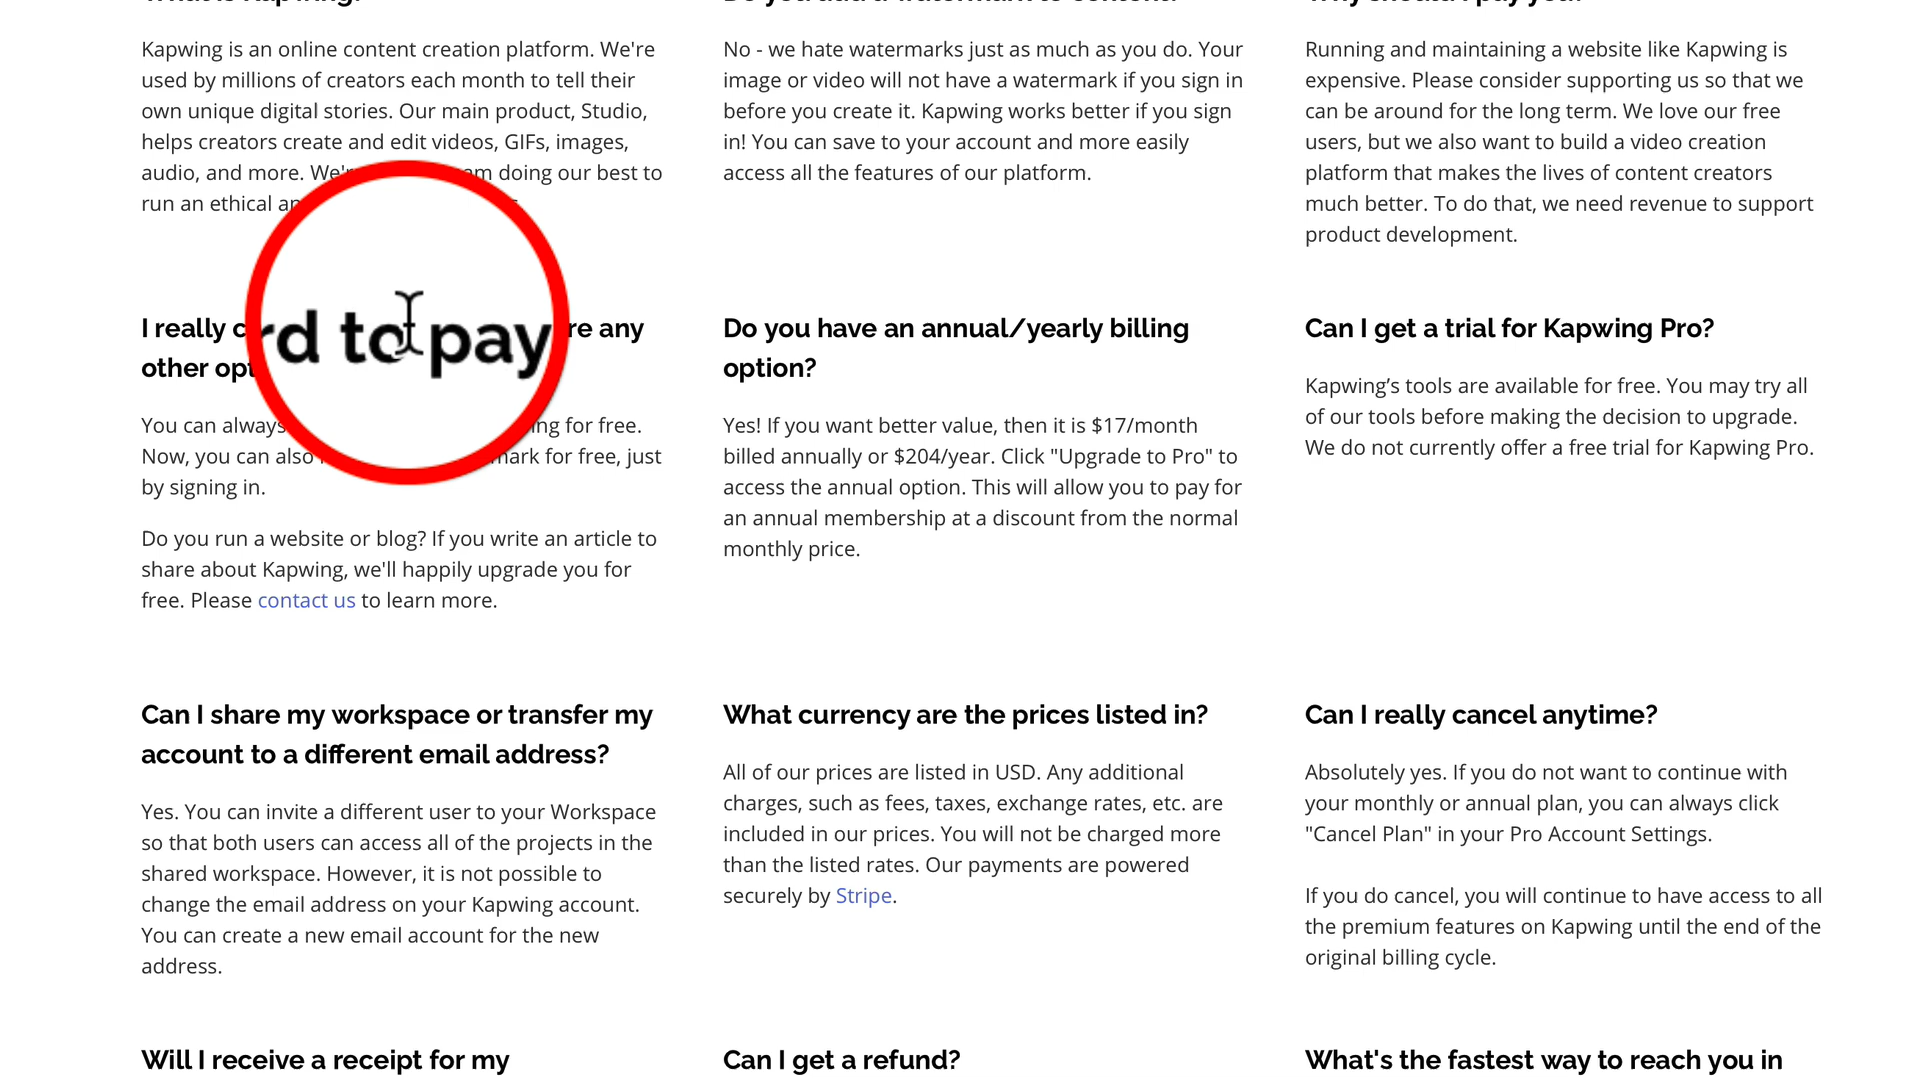 Kapwing is an online content creation platform. We're
used by millions of creators each month to tell their
own unique digital stories. Our main product, Studio,
helps creators create and edit videos, GIFs, images,
audio, and more. doing our best to
run an ethical
I really
rd to pay
any
other
You can always for free.
Now, you can also for free, just
by signing in.
Do you run a website or blog? If you write an article to
share about Kapwing, we'll happily upgrade you for
free. Please contact us to learn more.
Can I share my workspace or transfer my
account to a different email address?
Yes. You can invite a different user to your Workspace
so that both users can access all of the projects in the
shared workspace. However, it is not possible to
change the email address on your Kapwing account.
You can create a new email account for the new
address.
Will I receive a receipt for my
No - we hate watermarks just as much as you do. Your
image or video will not have a watermark if you sign in
before you create it. Kapwing works better if you sign
in! You can save to your account and more easily
access all the features of our platform.
Do you have an annual/yearly billing
option?
Yes! If you want better value, then it is $17/month
billed annually or $204/year. Click "Upgrade to Pro" to
access the annual option. This will allow you to pay for
an annual membership at a discount from the normal
monthly price.
What currency are the prices listed in?
All of our prices are listed in USD. Any additional
charges, such as fees, taxes, exchange rates, etc. are
included in our prices. You will not be charged more
than the listed rates. Our payments are powered
securely by Stripe.
Can I get a refund?
Running and maintaining a website like Kapwing is
expensive. Please consider supporting us so that we
can be around for the long term. We love our free
users, but we also want to build a video creation
platform that makes the lives of content creators
much better. To do that, we need revenue to support
product development.
Can I get a trial for Kapwing Pro?
Kapwing’s tools are available for free. You may try all
of our tools before making the decision to upgrade.
We do not currently offer a free trial for Kapwing Pro.
Can I really cancel anytime?
Absolutely yes. If you do not want to continue with
your monthly or annual plan, you can always click
"Cancel Plan" in your Pro Account Settings.
If you do cancel, you will continue to have access to all
the premium features on Kapwing until the end of the
original billing cycle.
What's the fastest way to reach you in